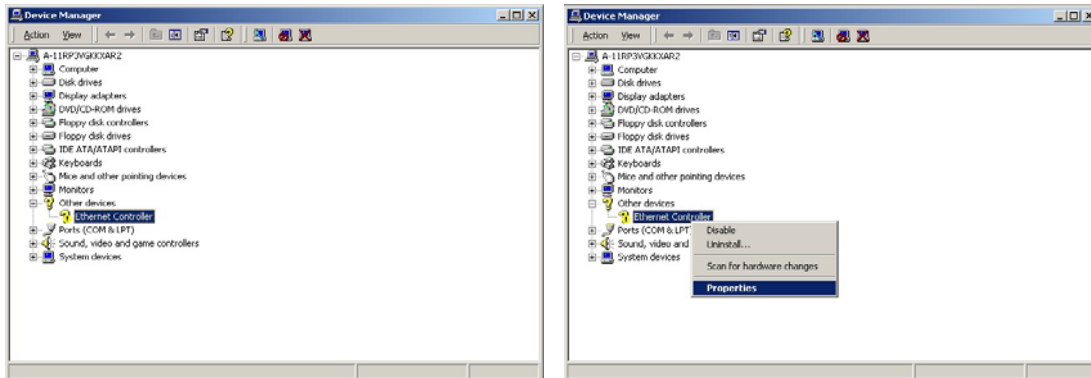 Device Manager
Action View
A-11RP3VGKKXAR2
Computer
Disk drives
Display adapters
DVD/CD-ROM drives
Floppy disk controllers
Floppy disk drives
IDE ATA/ATAPI controllers
Keyboards
Mice and other pointing devices
Monitors
Other devices
Ethernet Controller
Ports (COM & LPT)
Sound, video and game controllers
System devices
Device Manager
Action View
A-11RP3VGKKXAR2
Computer
Disk drives
Display adapters
DVD/CD-ROM drives
Floppy disk controllers
Floppy disk drives
IDE ATA/ATAPI controllers
Keyboards
Mice and other pointing devices
Monitors
Other devices
Ethernet Controller
Ports (COM & LPT)
Sound, video and
System devices
Disable
Uninstall...
Scan for hardware changes
Properties